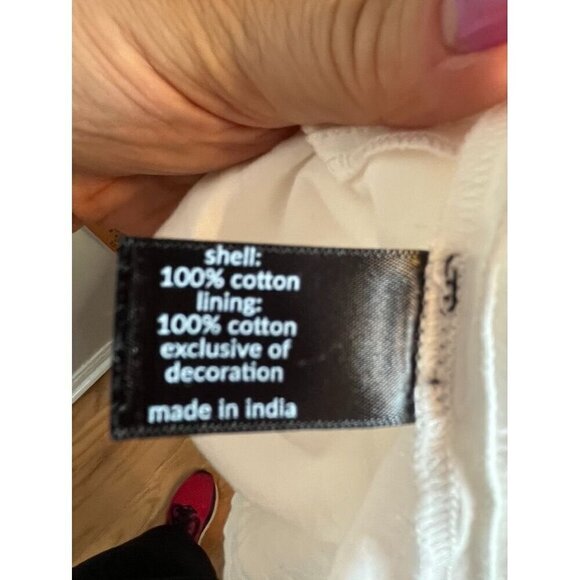 shell:
100% cotton
lining:
100% cotton
exclusive of
decoration
made in india